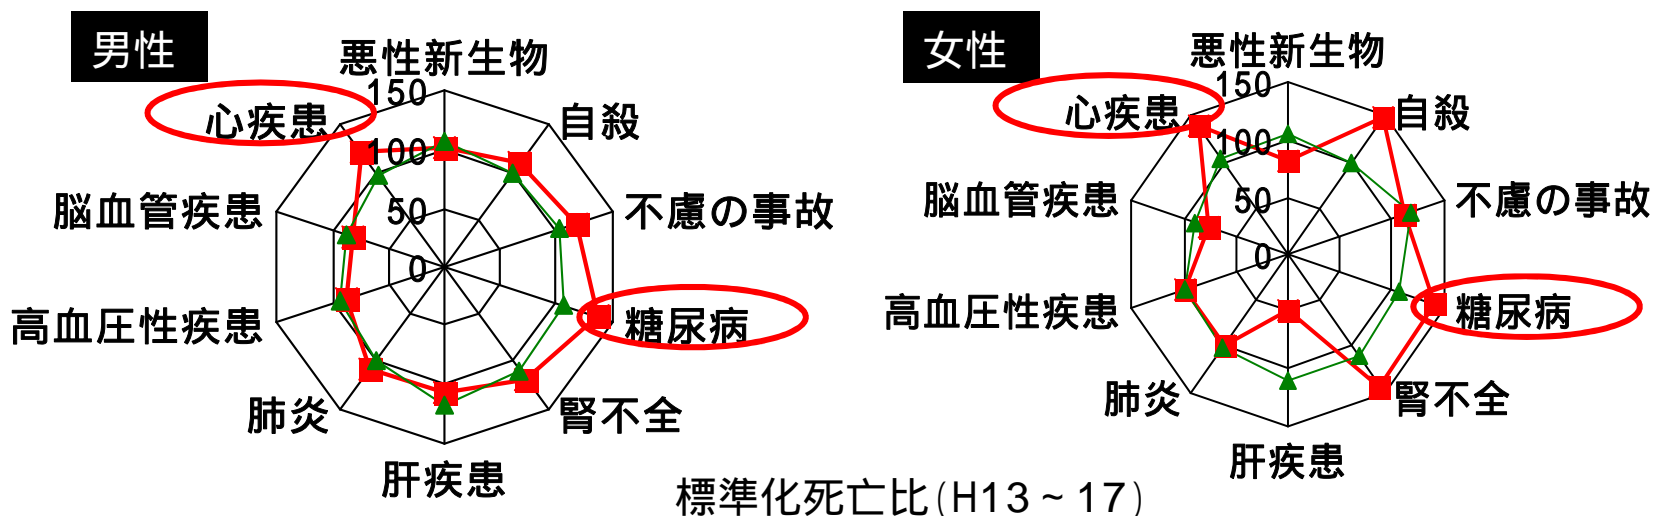 男性
悪性新生物
150
心疾患
自殺
100
脳血管疾患
50
不慮の事故
0
高血圧性疾患
糖尿病
肺炎
腎不全
肝疾患
女性
悪性新生物
150
心疾患
自殺
100
脳血管疾患
50
不慮の事故
0
高血圧性疾患
糖尿病
肺炎
腎不全
肝疾患
標準化死亡比(H13~17)